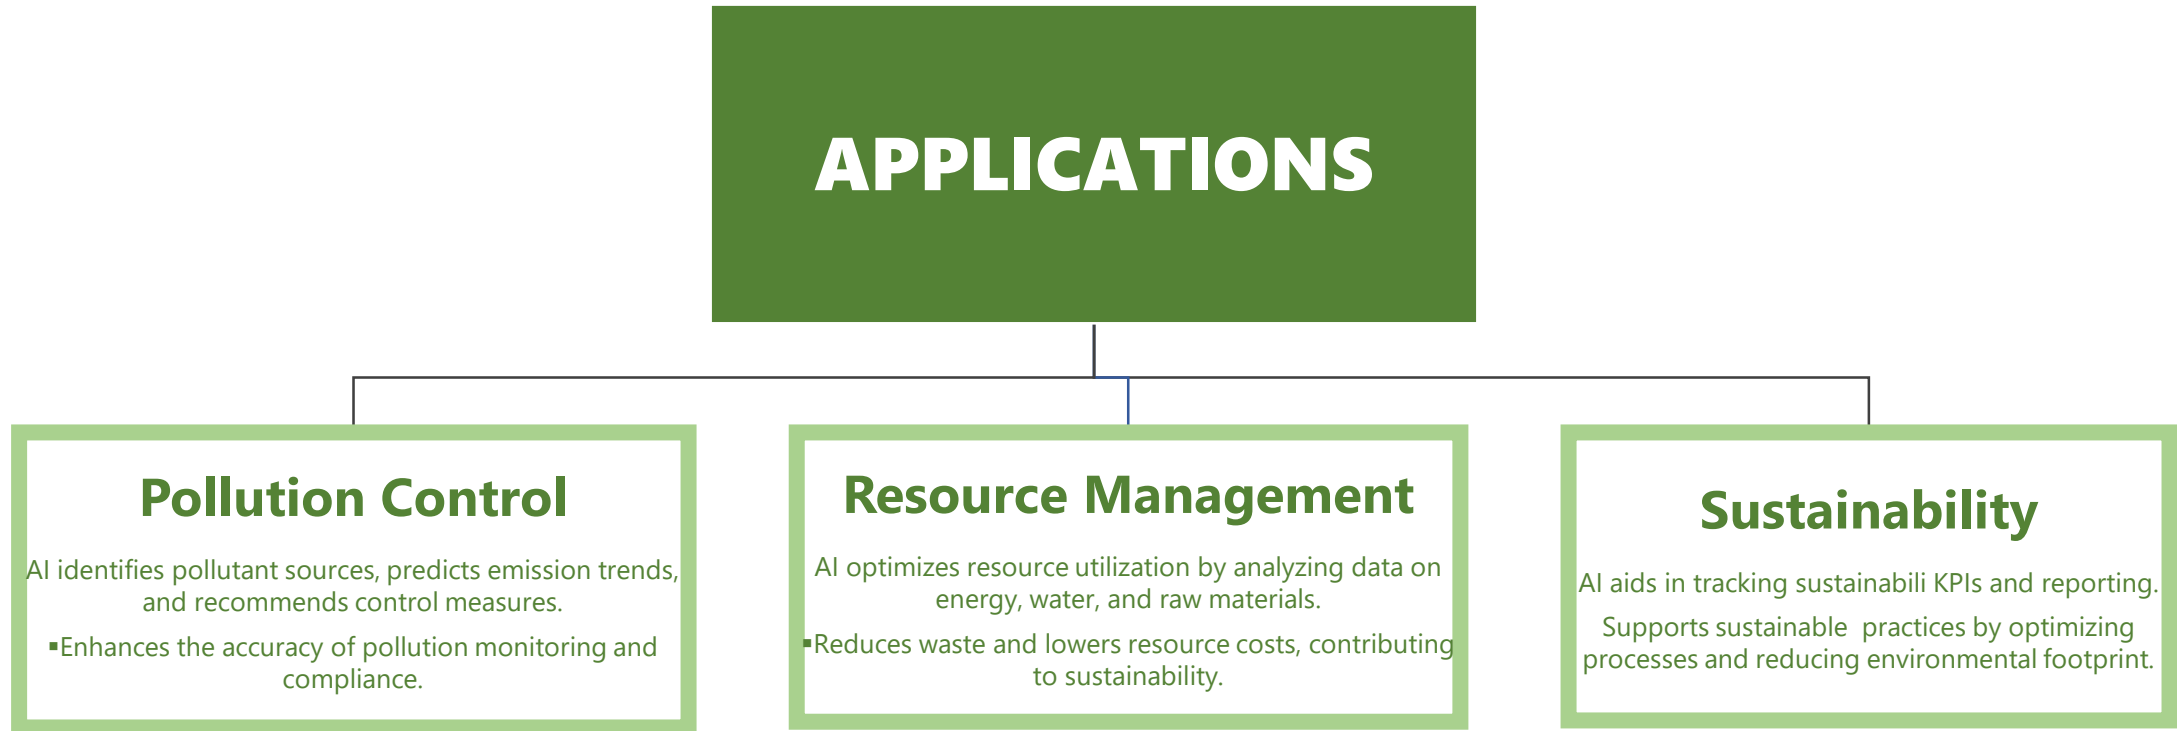 APPLICATIONS
Pollution Control
AI identifies pollutant sources, predicts emission trends,
and recommends control measures.
▪Enhances the accuracy of pollution monitoring and
compliance.
Resource Management
AI optimizes resource utilization by analyzing data on
energy, water, and raw materials.
▪Reduces waste and lowers resource costs, contributing
to sustainability.
Sustainability
AI aids in tracking sustainabili KPIs and reporting.
Supports sustainable  practices by optimizing
processes and reducing environmental footprint.